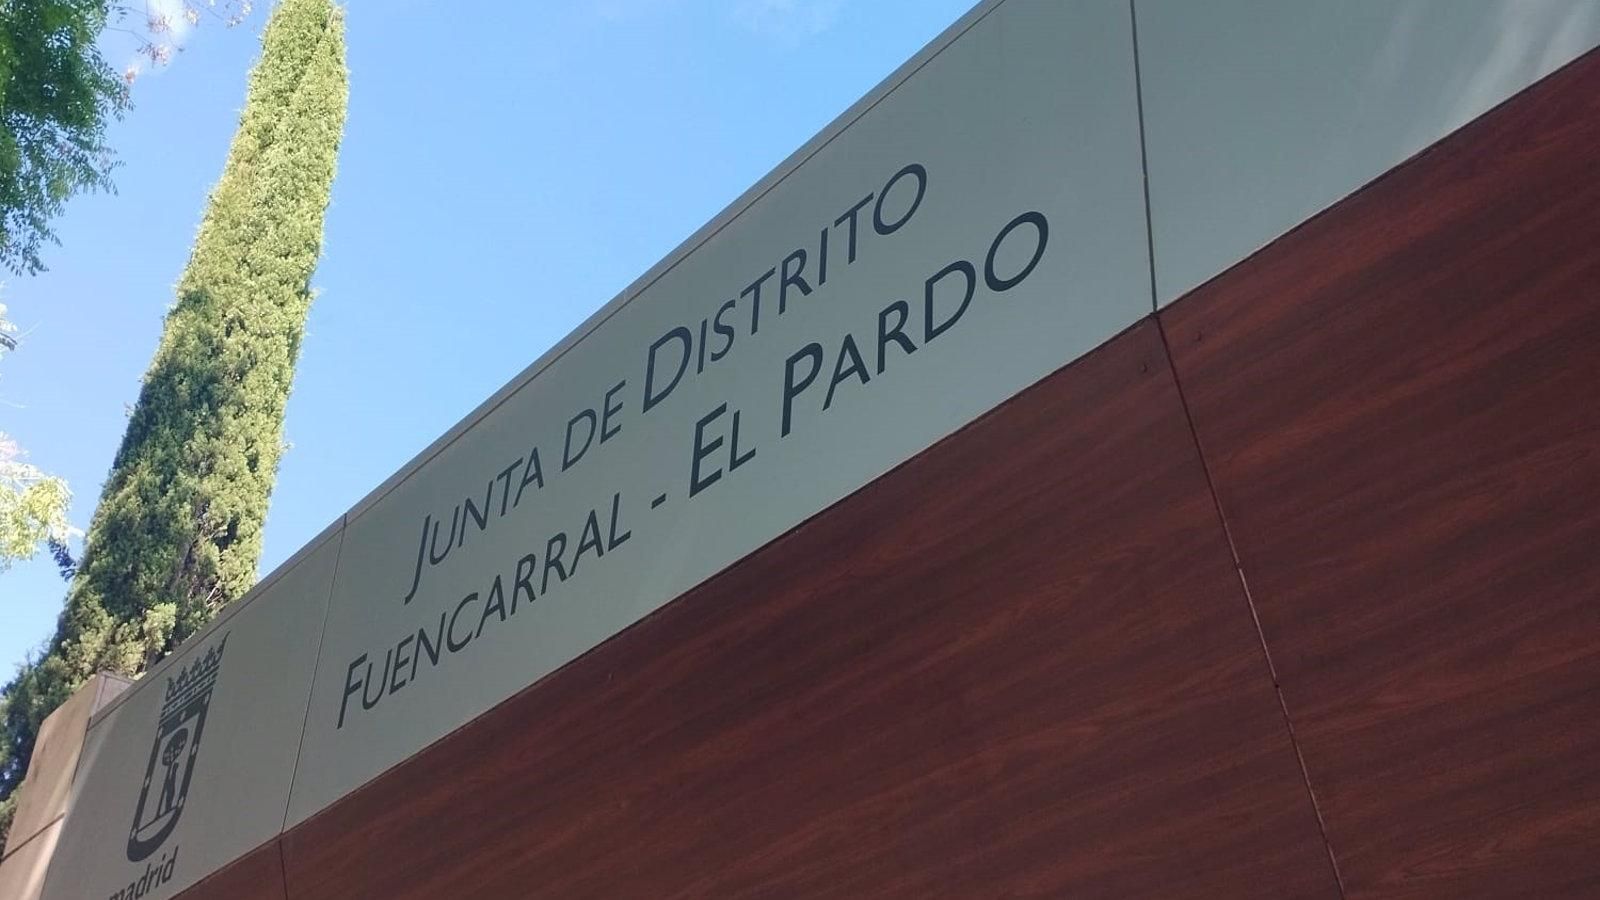 JUNTA DE DISTRITO
FUENCARRAL - EL PARDO
madrid